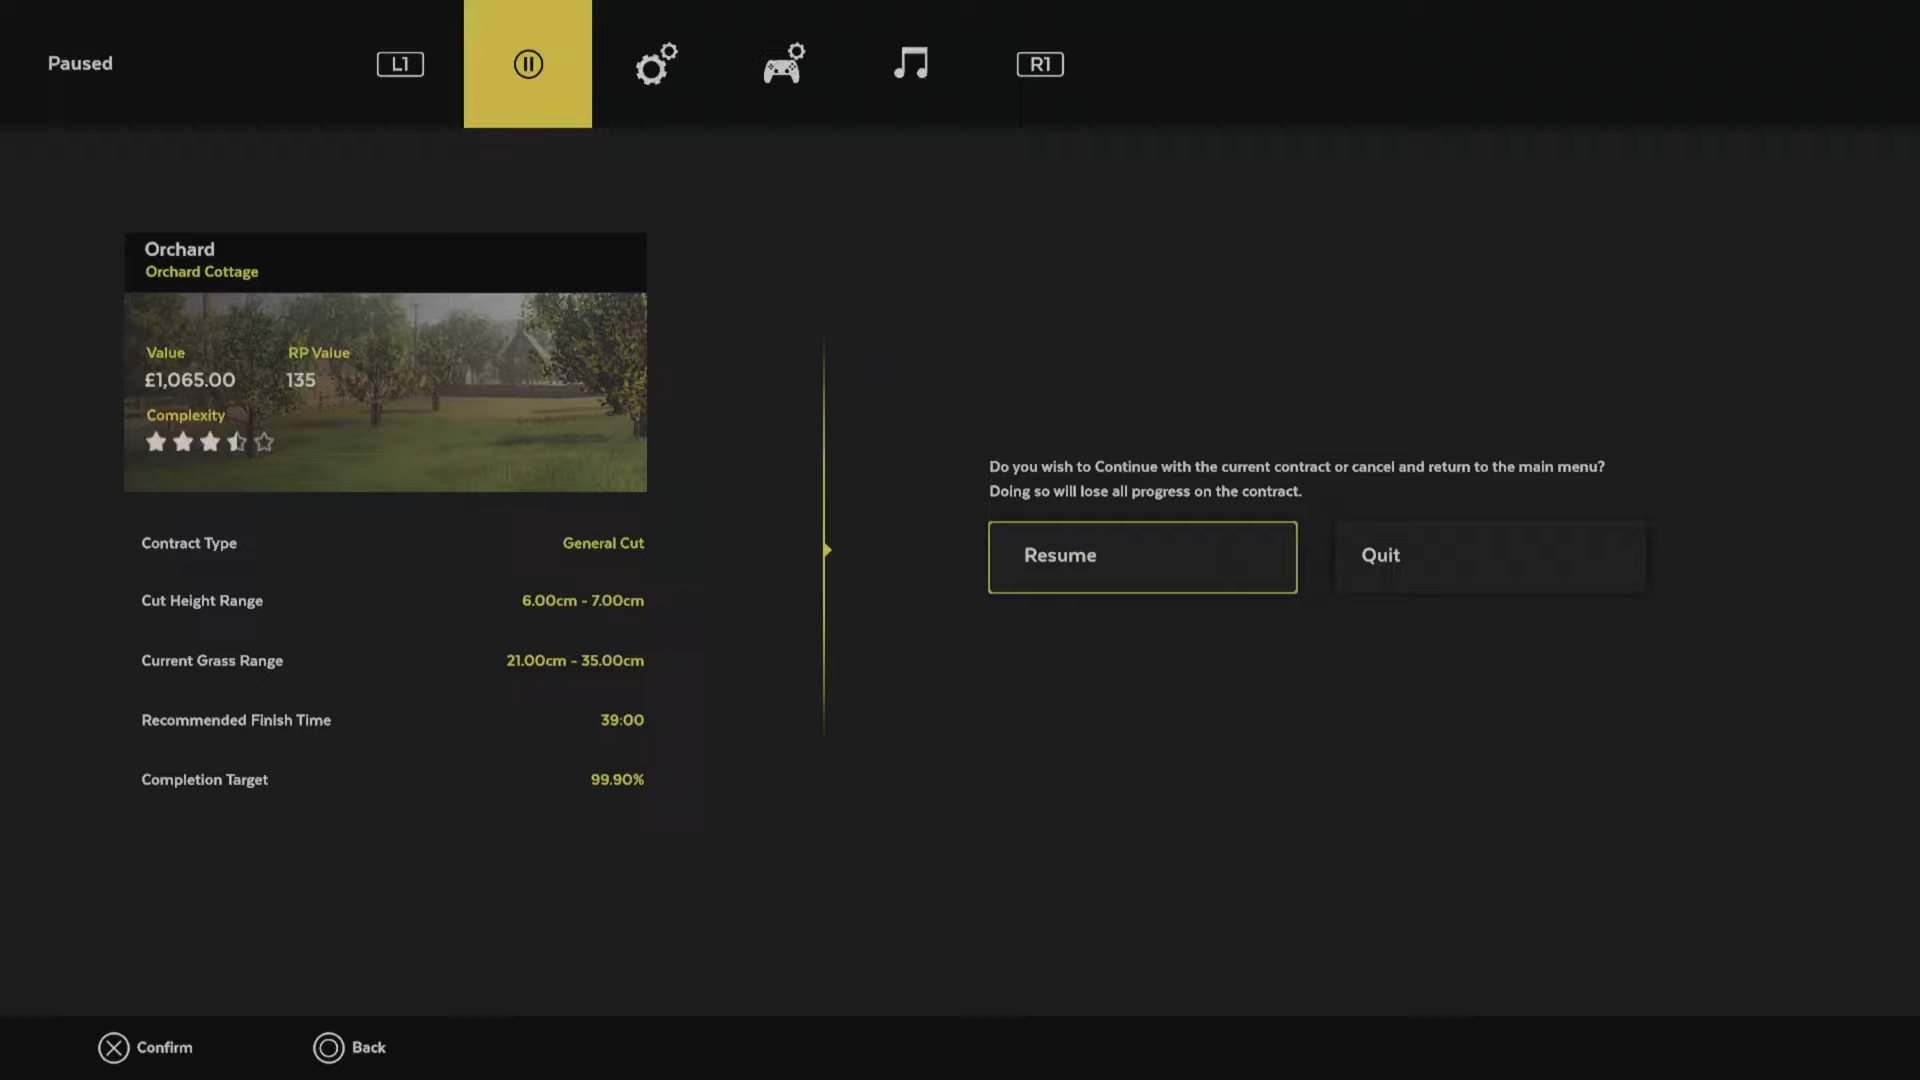 Paused
L1
R1
Orchard
Orchard Cottage
Value
RP Value
£1,065.00
135
Complexity
Contract Type
General Cut
Cut Height Range
6.00cm - 7.00cm
Current Grass Range
21.00cm - 35.00cm
Recommended Finish Time
39:00
Completion Target
99.90%
Do you wish to Continue with the current contract or cancel and return to the main menu?
Doing so will lose all progress on the contract.
Resume
Quit
Confirm
Back